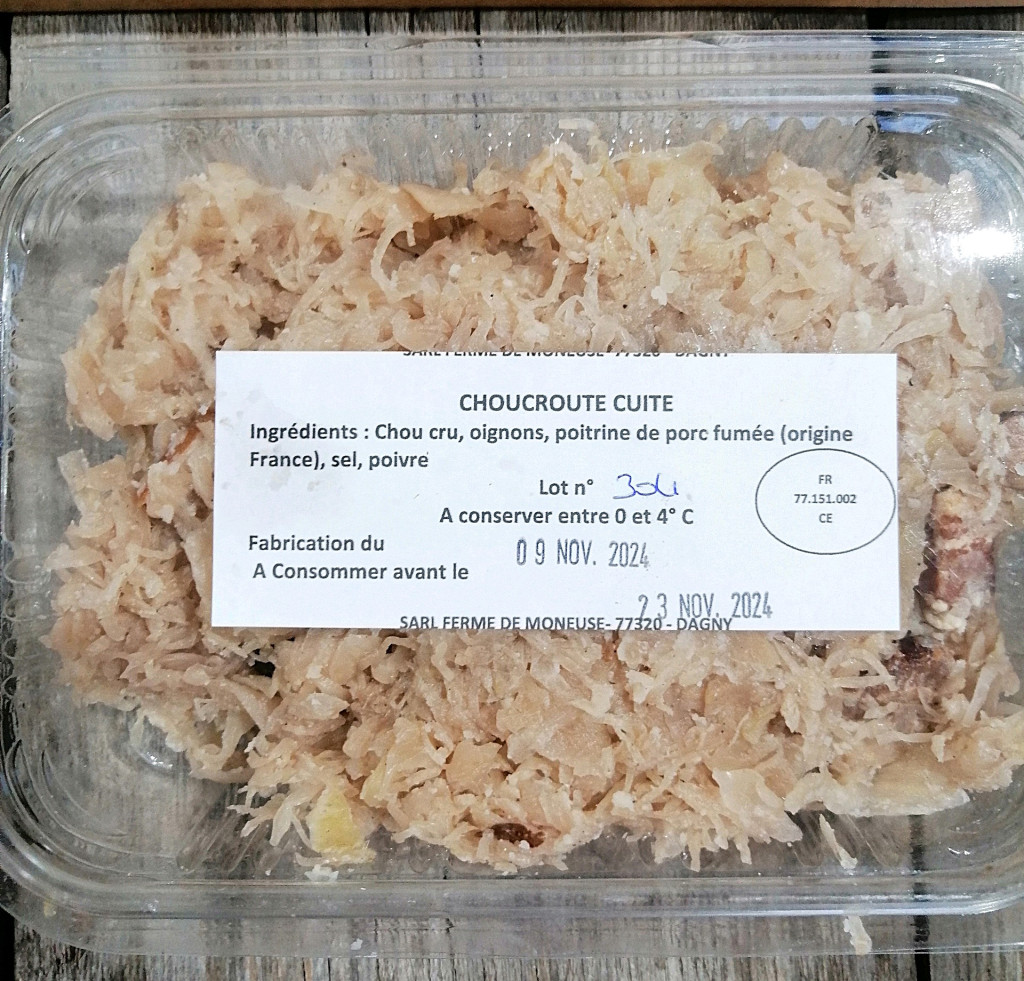 SARL FERME DE MONEUSE- 77320 - DAGNY
CHOUCROUTE CUITE
Ingrédients : Chou cru, oignons, poitrine de porc fumée (origine
France), sel, poivre
Lot n°
FR
77.151.002
CE
A conserver entre 0 et 4° C
Fabrication du 09 NOV. 2024
A Consommer avant le
23 NOV. 2024
SARL FERME DE MONEUSE- 77320 - DAGNY